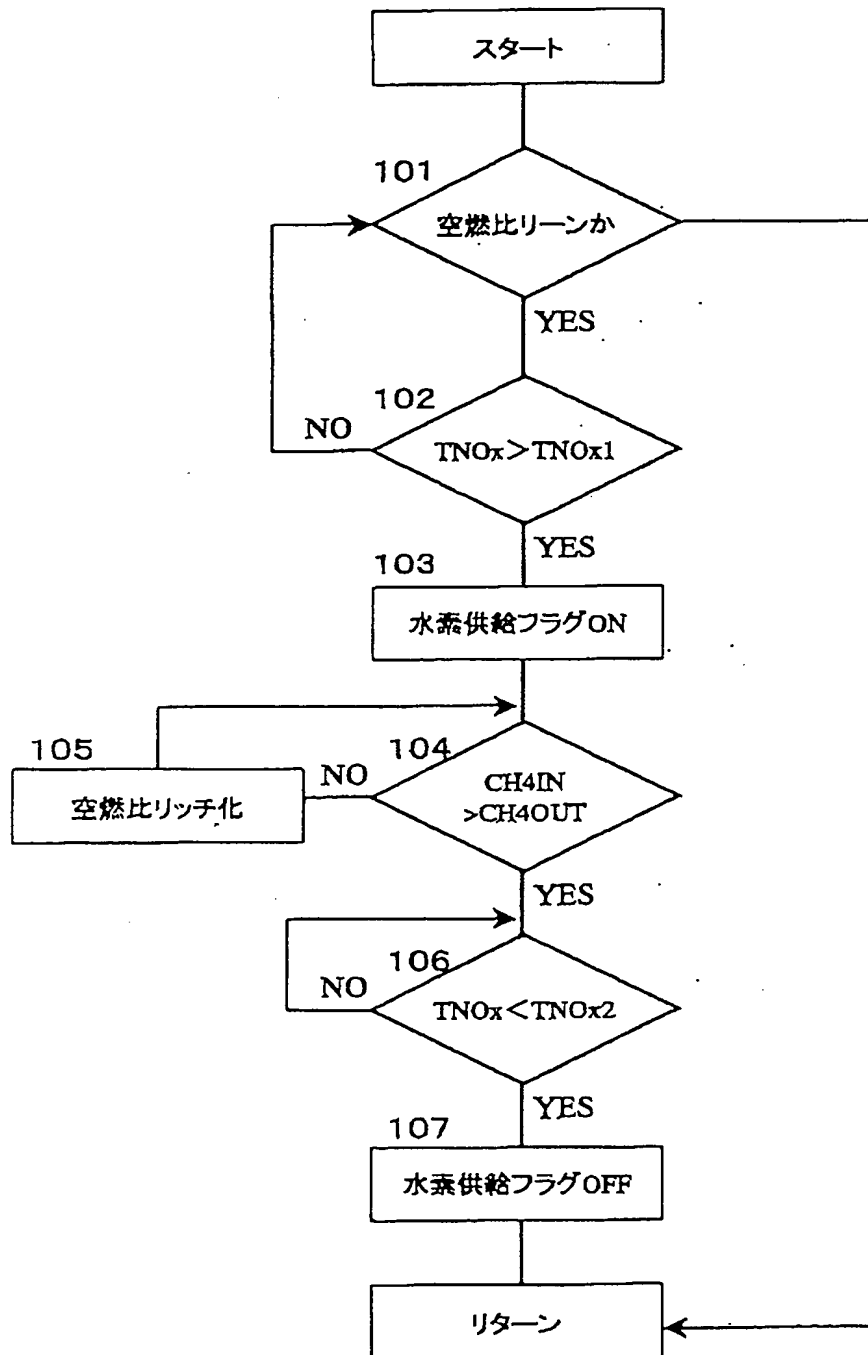 スタート
101
空燃比リーンか
YES
102
NO
TNOx>TNOx1
YES
103
水素供給フラグON
105
104
NO
空燃比リッチ化
CH4IN
>CH4OUT
YES
106
NO
TNOx<TNOx2
YES
107
水素供給フラグOFF
リターン